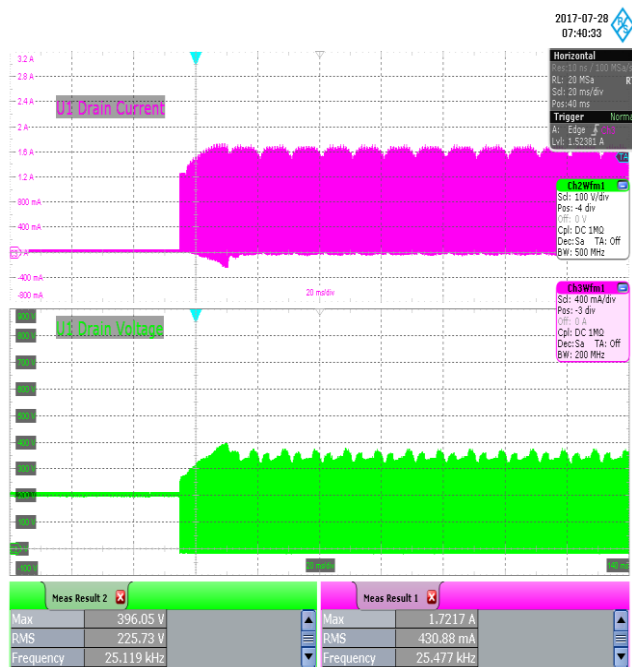 2017-07-28
07:40:33
Horizontal
RL: 20 MSa
Scl: 20 ms/div
Pos:40 ms
Trigger
A: Edge
Lvl: 1.52381 A
3.2 A
2.8 A
2.4 A
2 A
1.6 A
1.2 A
800 mA
400 mA
-400 mA
-800 mA
U1 Drain Current
20 ms/div
Ch2Wfm1
Scl: 100 V/div
Pos: -4 div
Off: 0 V
Cpl: DC 1MΩ
Dec:Sa TA: Off
BW: 500 MHz
Ch3Wfm1
Scl: 400 mA/div
Pos: -3 div
Off: 0 A
Cpl: DC 1MΩ
Dec:Sa TA: Off
BW: 200 MHz
U1 Drain Voltage
20 ms/div
Meas Result 2
Max 396.05 V
RMS 225.73 V
Frequency 25.119 kHz
Meas Result 1
Max 1.7217 A
RMS 430.88 mA
Frequency 25.477 kHz